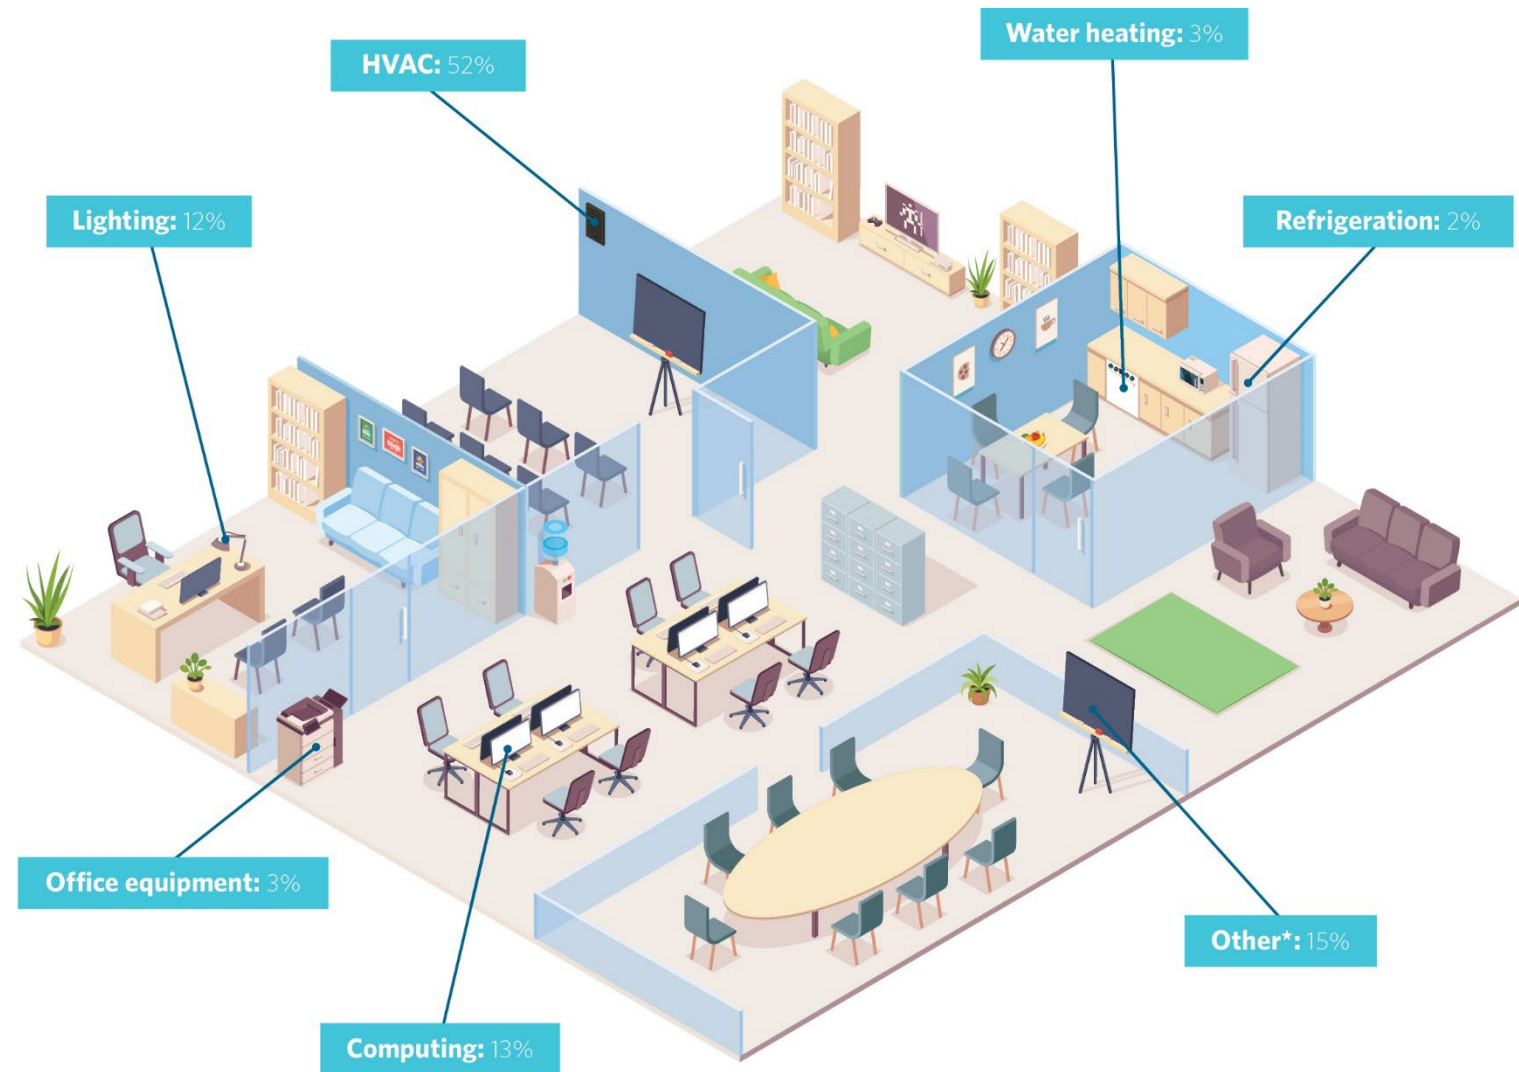 Water heating: 3%
HVAC: 52%
Lighting: 12%
Refrigeration: 2%
Office equipment: 3%
Other*: 15%
Computing: 13%